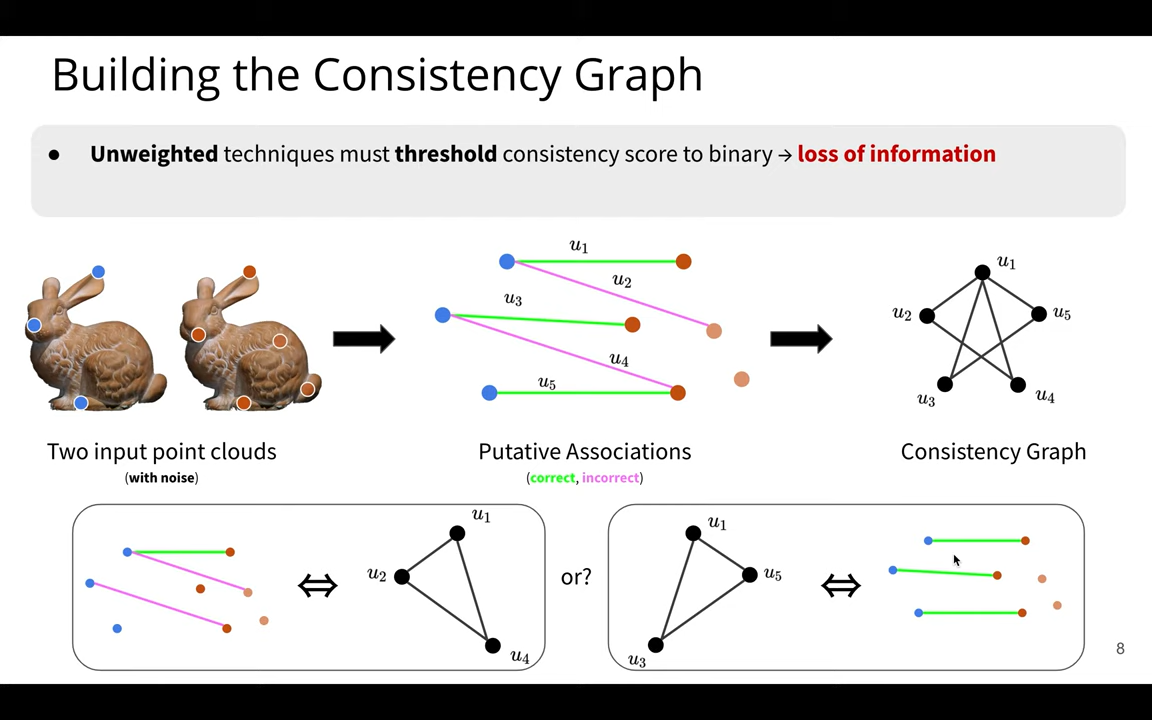 Building the Consistency Graph
● Unweighted techniques must threshold consistency score to binary → loss of information
u₁
u₂
u₃
u₄
u₅
u₁
u₂
u₅
u₃
u₄
Two input point clouds
(with noise)
Putative Associations
(correct, incorrect)
Consistency Graph
u₁
u₂
u₄
or?
u₁
u₅
u₃
8